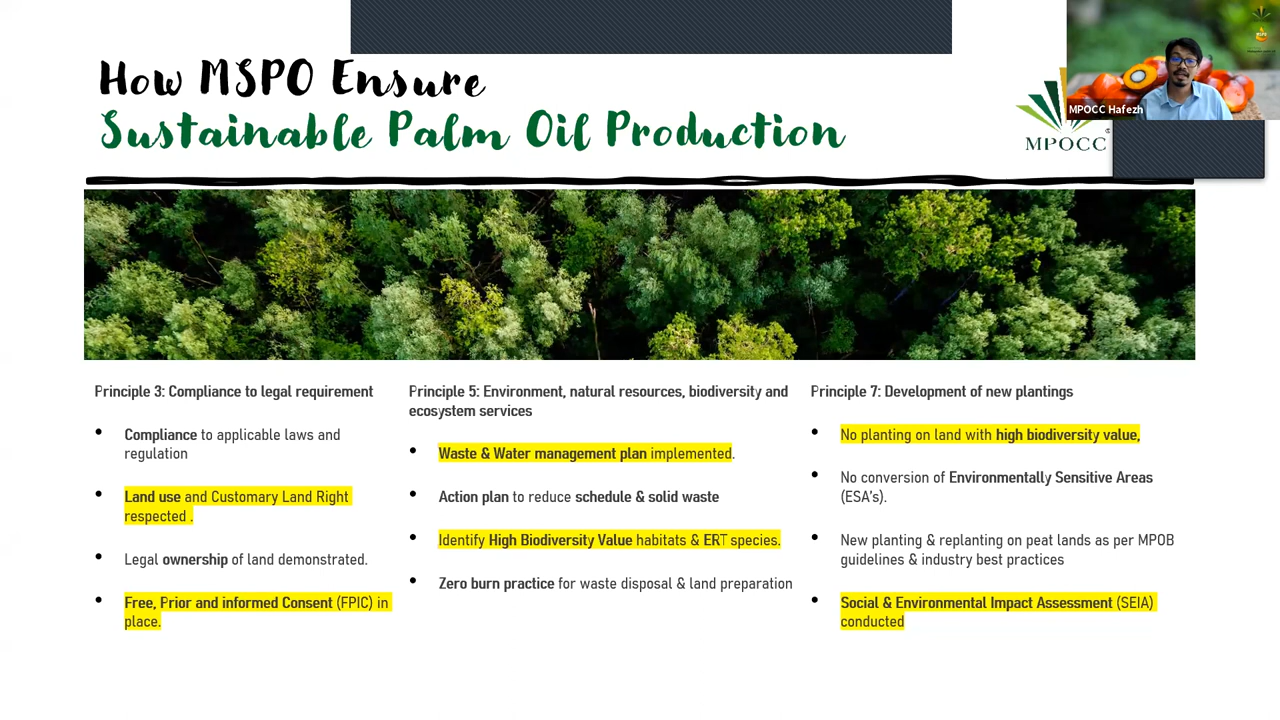 How MSPO Ensure
Sustainable Palm Oil Production
MPOCC Hafezh
MPOCC
Principle 3: Compliance to legal requirement
• Compliance to applicable laws and
regulation
• Land use and Customary Land Right
respected .
• Legal ownership of land demonstrated.
• Free, Prior and informed Consent (FPIC) in
place.
Principle 5: Environment, natural resources, biodiversity and
ecosystem services
• Waste & Water management plan implemented.
• Action plan to reduce schedule & solid waste
• Identify High Biodiversity Value habitats & ERT species.
• Zero burn practice for waste disposal & land preparation
Principle 7: Development of new plantings
• No planting on land with high biodiversity value,
• No conversion of Environmentally Sensitive Areas
(ESA's).
• New planting & replanting on peat lands as per MPOB
guidelines & industry best practices
• Social & Environmental Impact Assessment (SEIA)
conducted